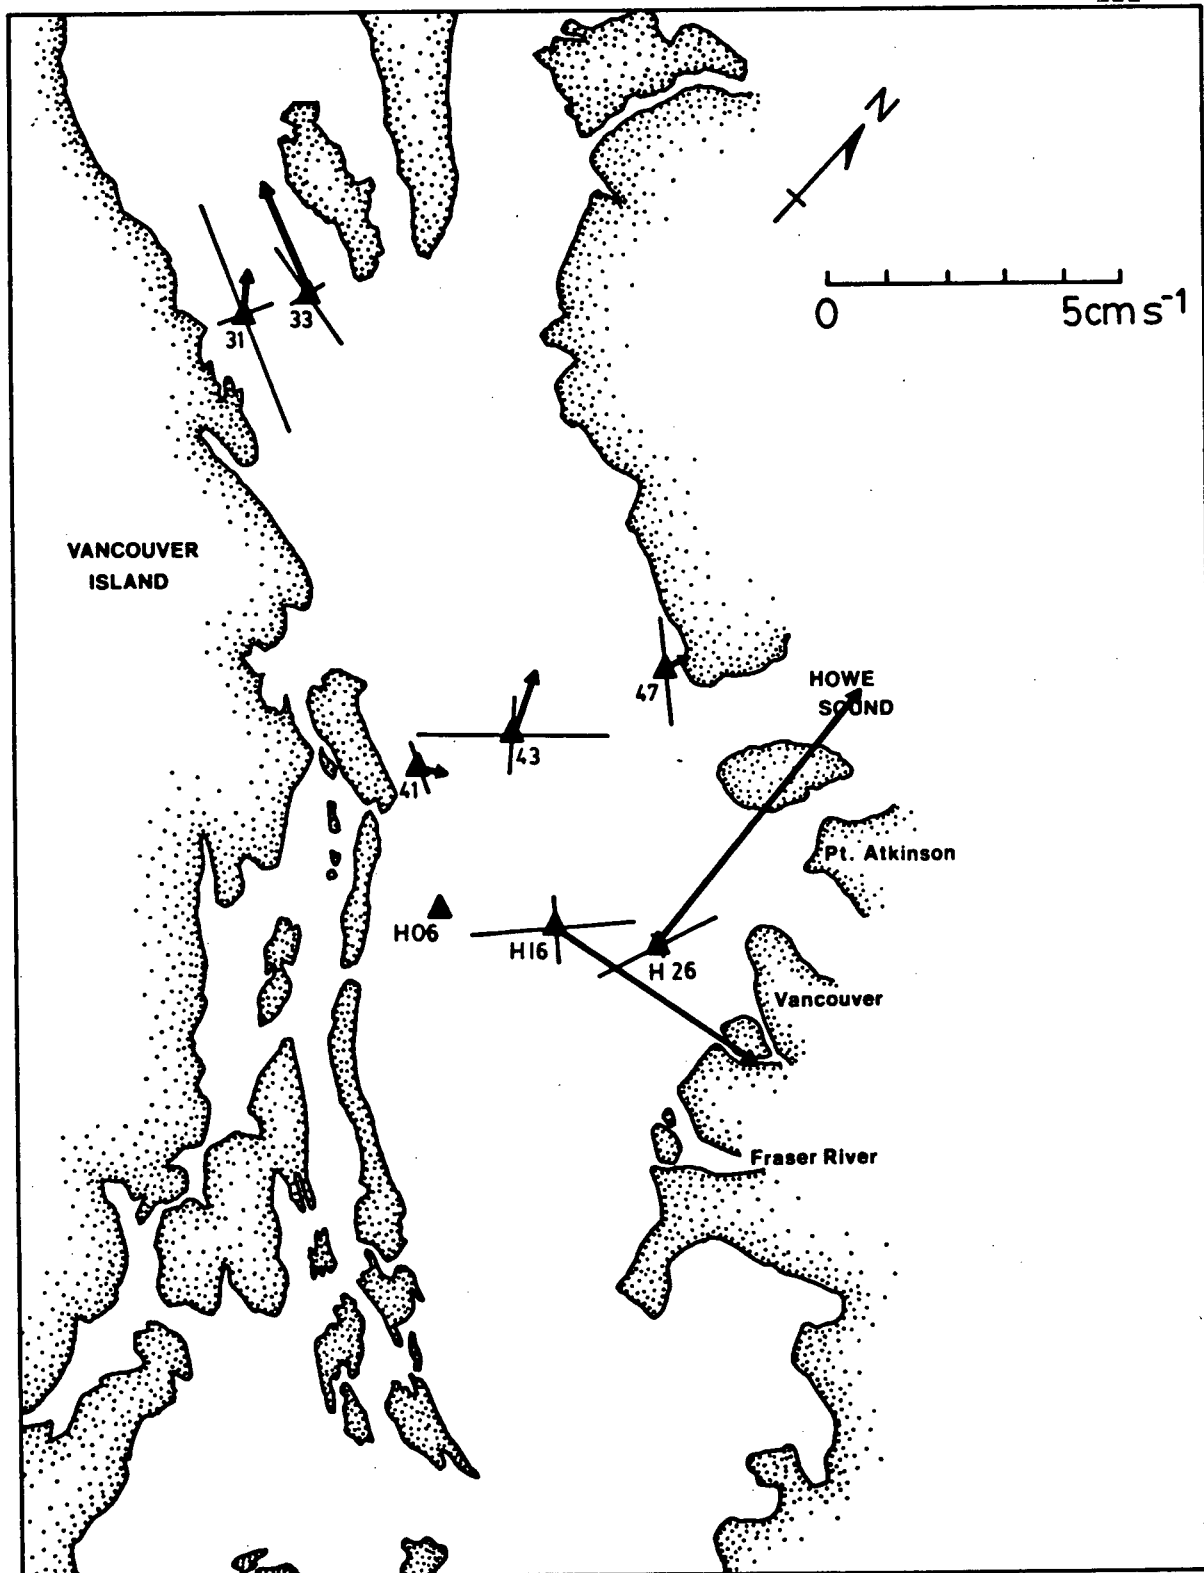 N
0 5cm s⁻¹
33
31
VANCOUVER
ISLAND
47
HOWE
SOUND
43
41
Pt. Atkinson
H06
H16
H 26
Vancouver
Fraser River